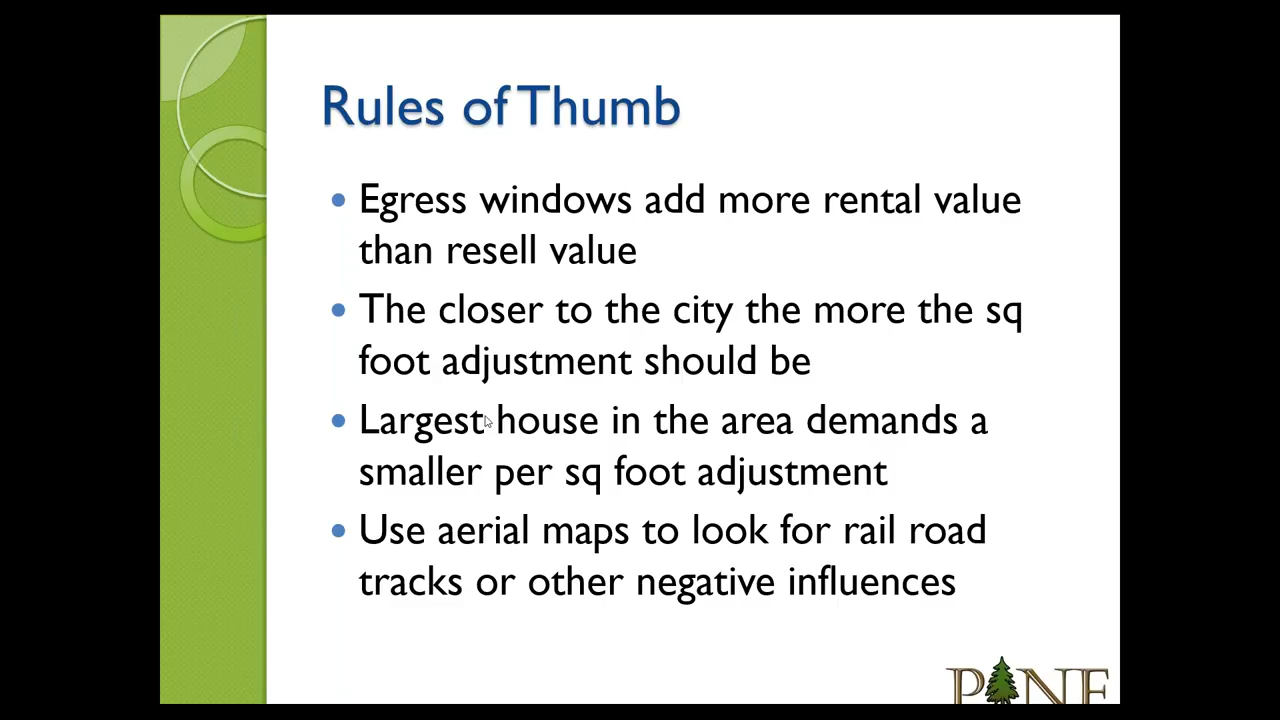 Rules of Thumb
Egress windows add more rental value
than resell value
The closer to the city the more the sq
foot adjustment should be
Largest house in the area demands a
smaller per sq foot adjustment
Use aerial maps to look for rail road
tracks or other negative influences
PINE